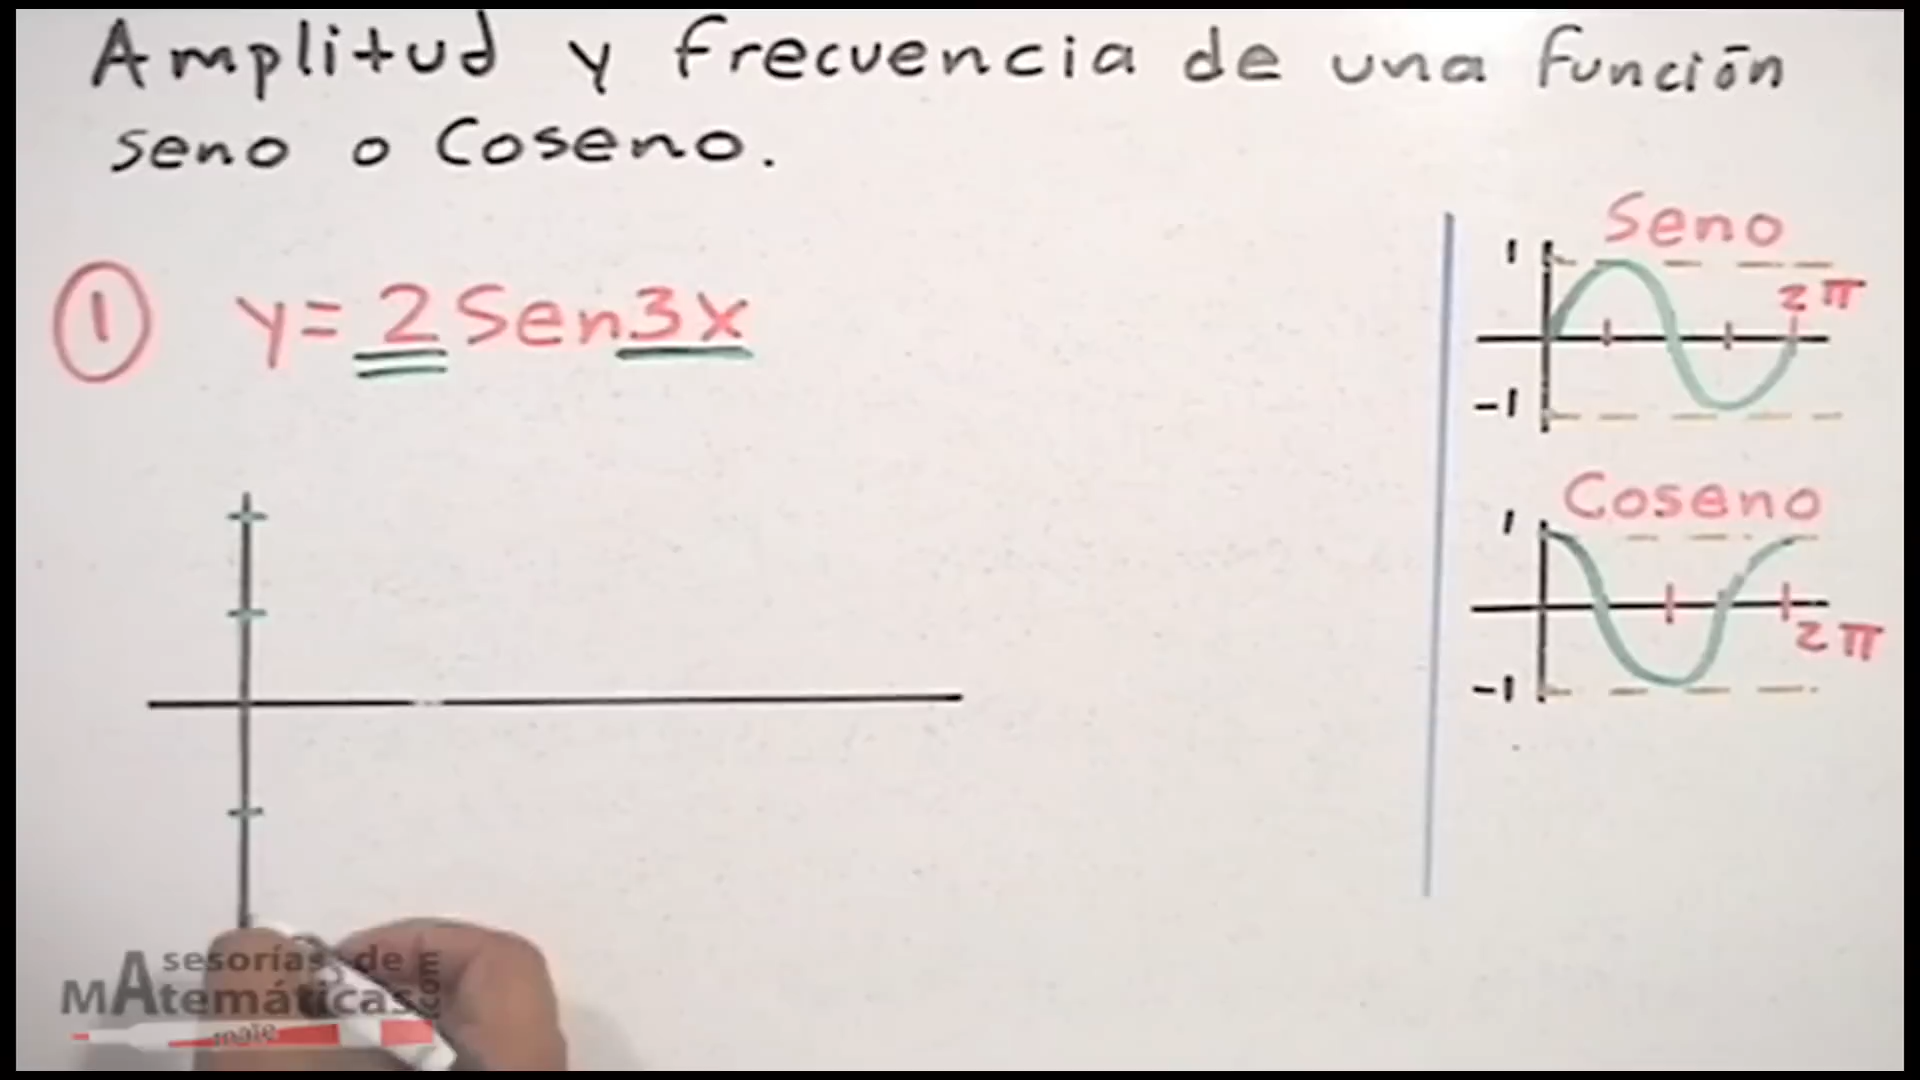 Amplitud y frecuencia de una función
seno o Coseno.
① y = 2 Sen 3x
Seno
1
2π
-1
Coseno
1
2π
-1
Asesorías de
Matemáticas.com
mate